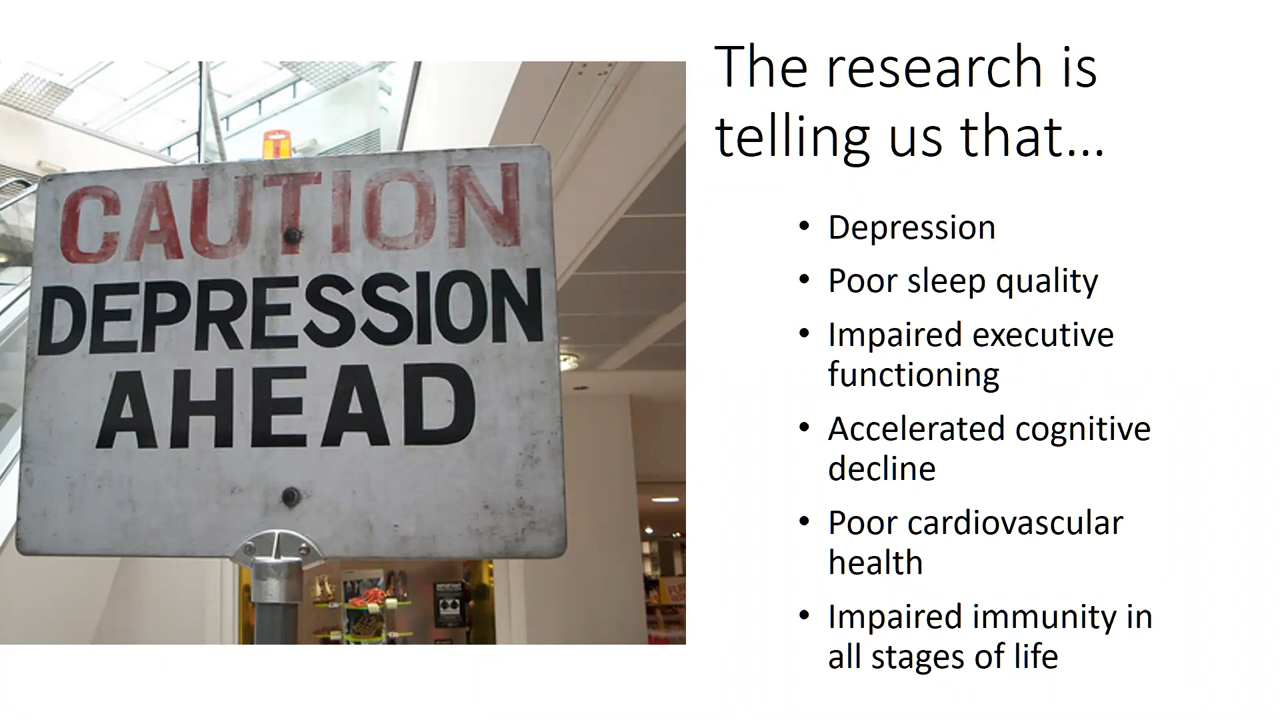 CAUTION
DEPRESSION
AHEAD
The research is
telling us that...
• Depression
• Poor sleep quality
• Impaired executive
functioning
• Accelerated cognitive
decline
• Poor cardiovascular
health
• Impaired immunity in
all stages of life